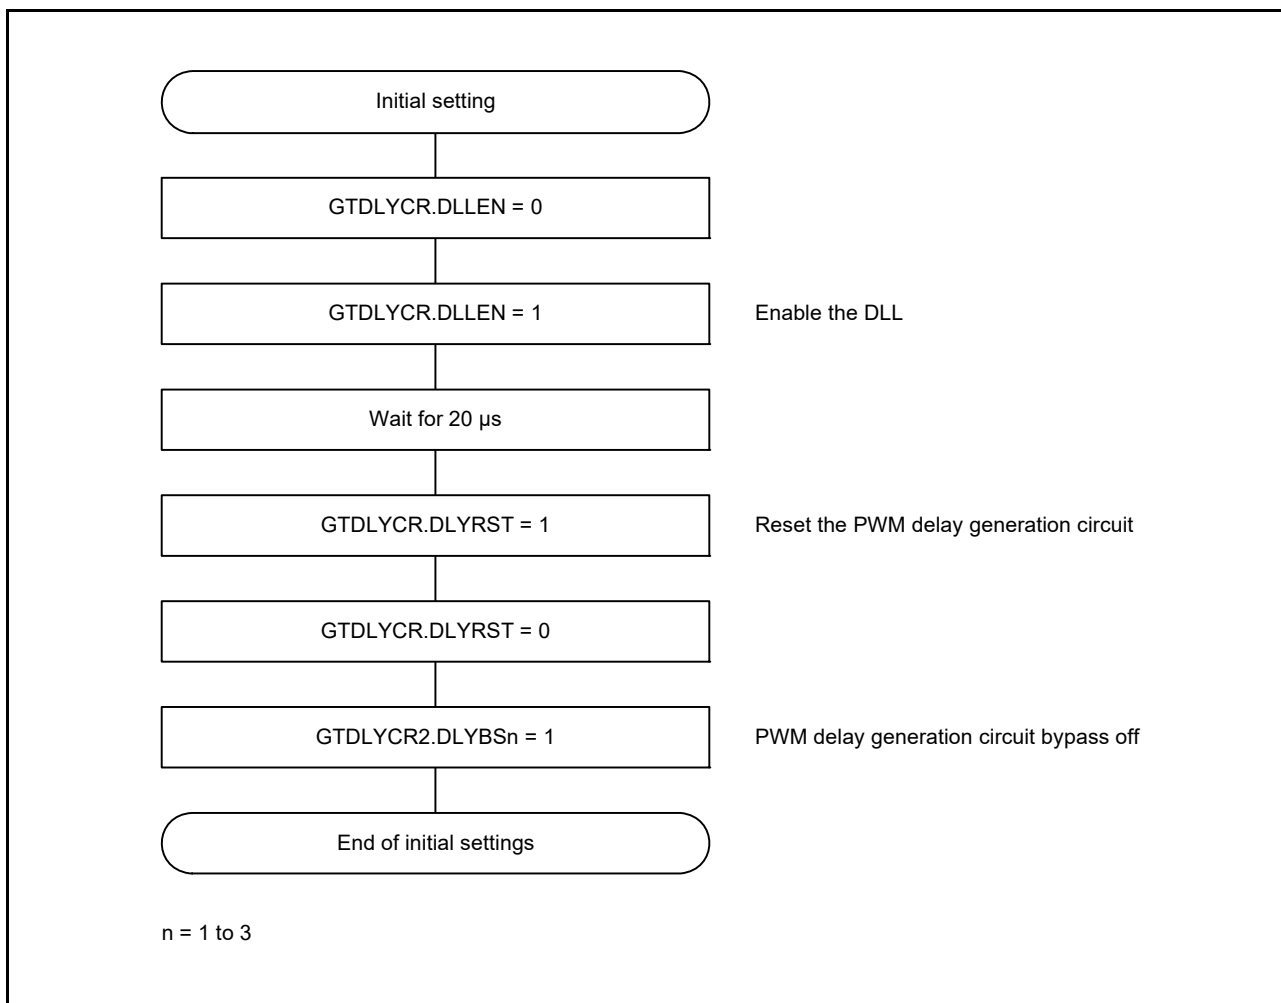 Initial setting
GTDLYCR.DLLEN = 0
GTDLYCR.DLLEN = 1
Enable the DLL
Wait for 20 µs
GTDLYCR.DLYRST = 1
Reset the PWM delay generation circuit
GTDLYCR.DLYRST = 0
GTDLYCR2.DLYBSn = 1
PWM delay generation circuit bypass off
End of initial settings
n = 1 to 3